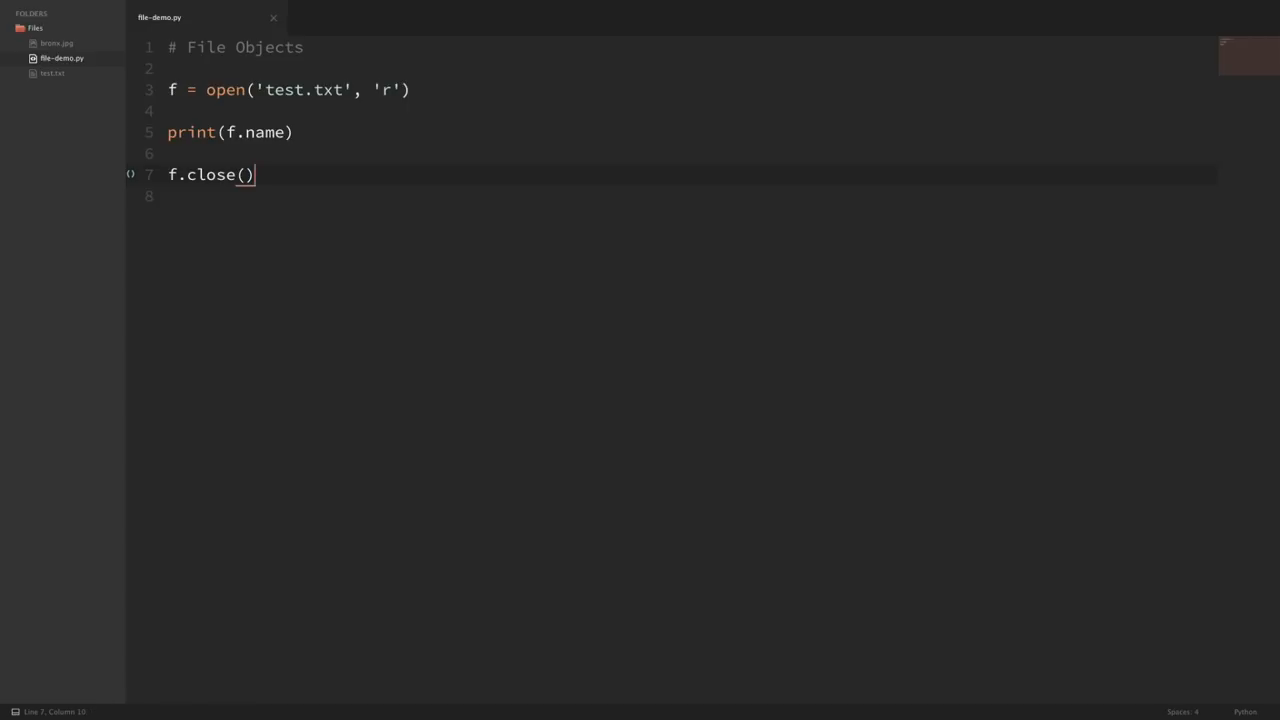 FOLDERS
Files
bronx.jpg
file-demo.py
test.txt
file-demo.py
1 # File Objects
2
3 f = open('test.txt', 'r')
4
5 print(f.name)
6
7 f.close()
8
Line 7, Column 10
Spaces: 4
Python